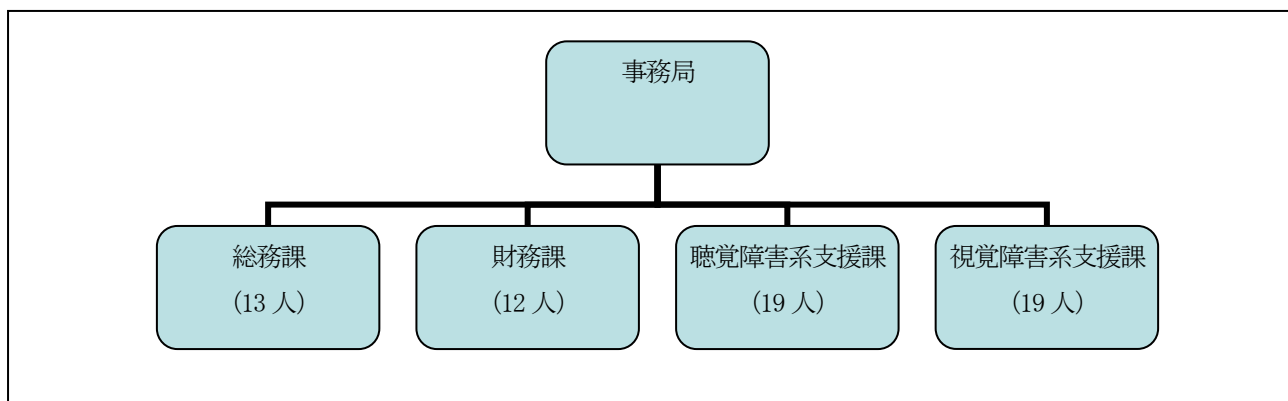 事務局
総務課
(13 人)
財務課
(12 人)
聴覚障害系支援課
(19 人)
視覚障害系支援課
(19 人)